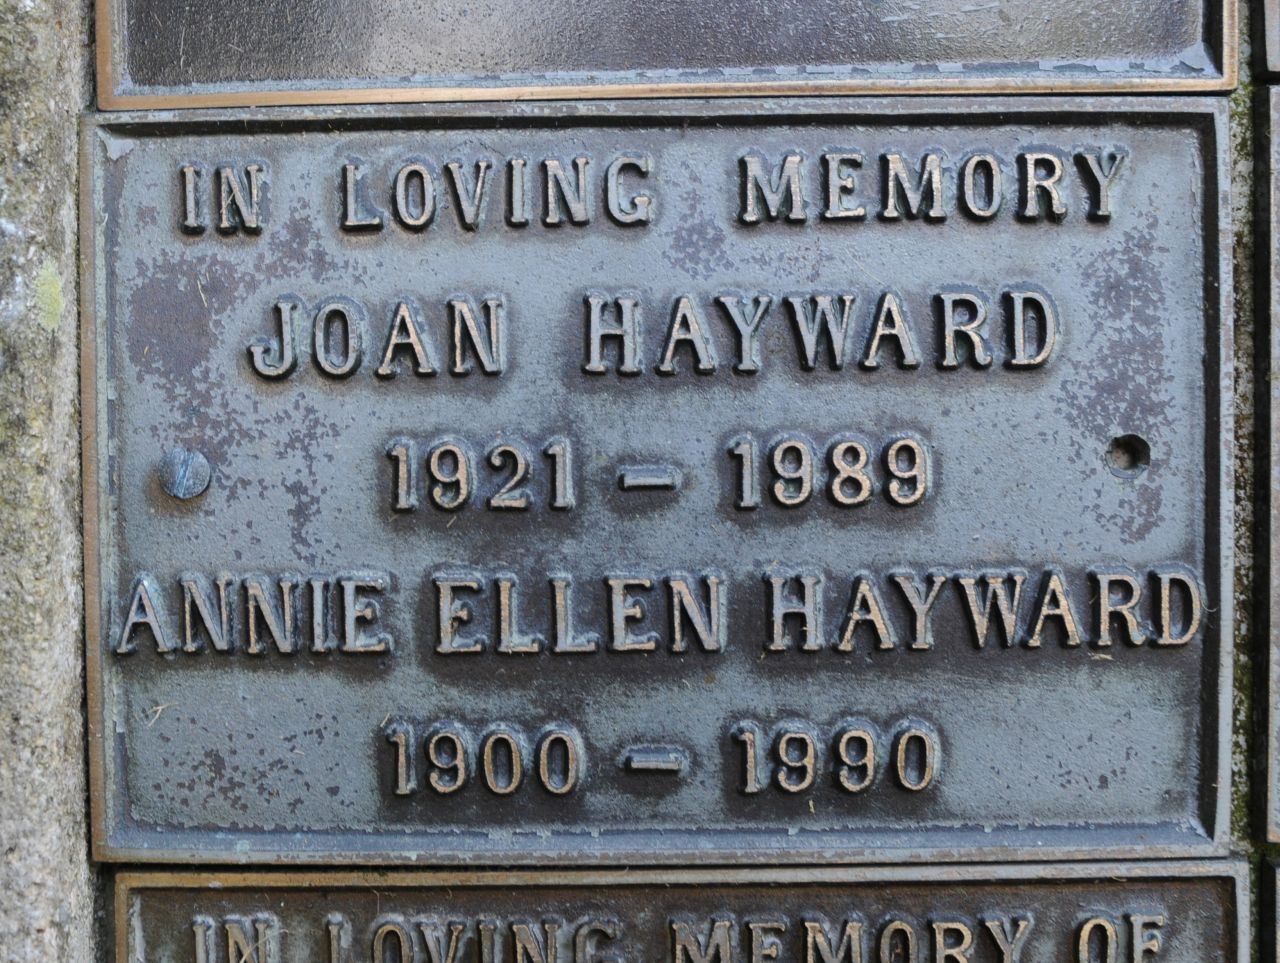 IN LOVING MEMORY
JOAN HAYWARD
1921 - 1989
ANNIE ELLEN HAYWARD
1900 - 1990
IN LOVING MEMORY OF